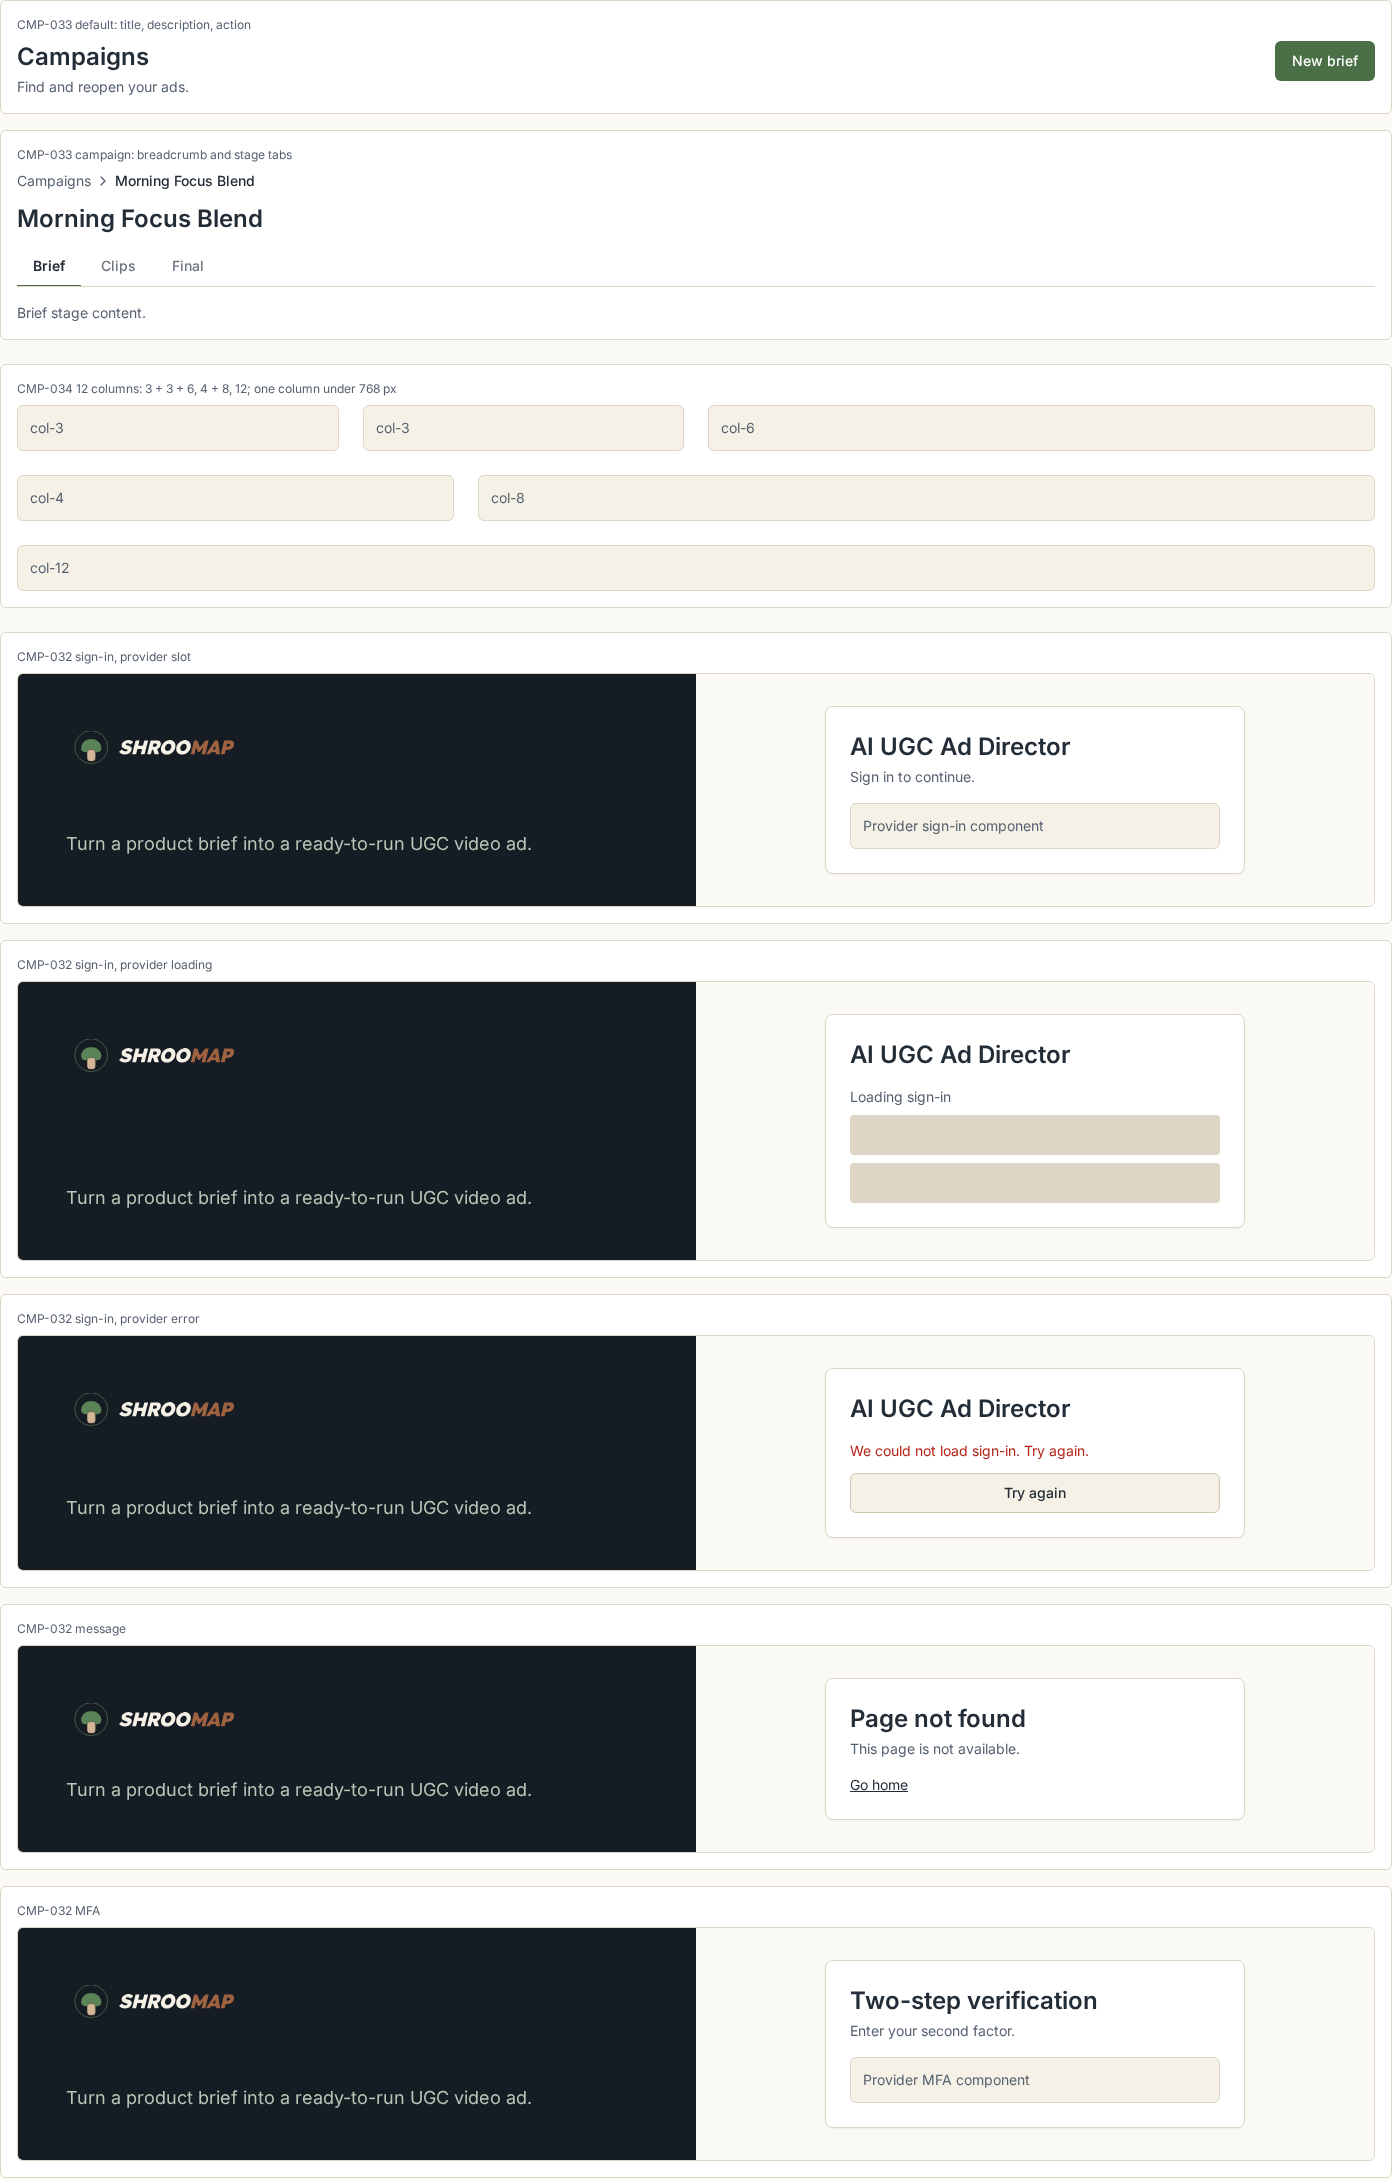 CMP-033 default: title, description, action
Campaigns
New brief
Find and reopen your ads.
CMP-033 campaign: breadcrumb and stage tabs
Campaigns > Morning Focus Blend
Morning Focus Blend
Brief Clips Final
Brief stage content.
CMP-034 12 columns: 3 + 3 + 6, 4 + 8, 12; one column under 768 px
col-3 col-3 col-6
col-4 col-8
col-12
CMP-032 sign-in, provider slot
SHROOMAP
Turn a product brief into a ready-to-run UGC video ad.
AI UGC Ad Director
Sign in to continue.
Provider sign-in component
CMP-032 sign-in, provider loading
SHROOMAP
Turn a product brief into a ready-to-run UGC video ad.
AI UGC Ad Director
Loading sign-in
CMP-032 sign-in, provider error
SHROOMAP
Turn a product brief into a ready-to-run UGC video ad.
AI UGC Ad Director
We could not load sign-in. Try again.
Try again
CMP-032 message
SHROOMAP
Turn a product brief into a ready-to-run UGC video ad.
Page not found
This page is not available.
Go home
CMP-032 MFA
SHROOMAP
Turn a product brief into a ready-to-run UGC video ad.
Two-step verification
Enter your second factor.
Provider MFA component